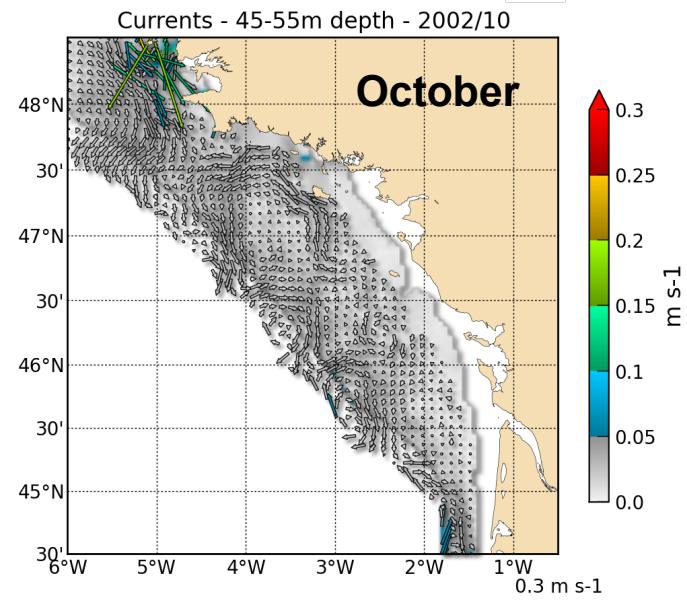 Currents - 45-55m depth - 2002/10
October
48°N
30'
47°N
30'
46°N
30'
45°N
30'
6°W 5°W 4°W 3°W 2°W 1°W
0.3 m s-1
0.3
0.25
0.2
0.15
0.1
0.05
0.0
m s-1